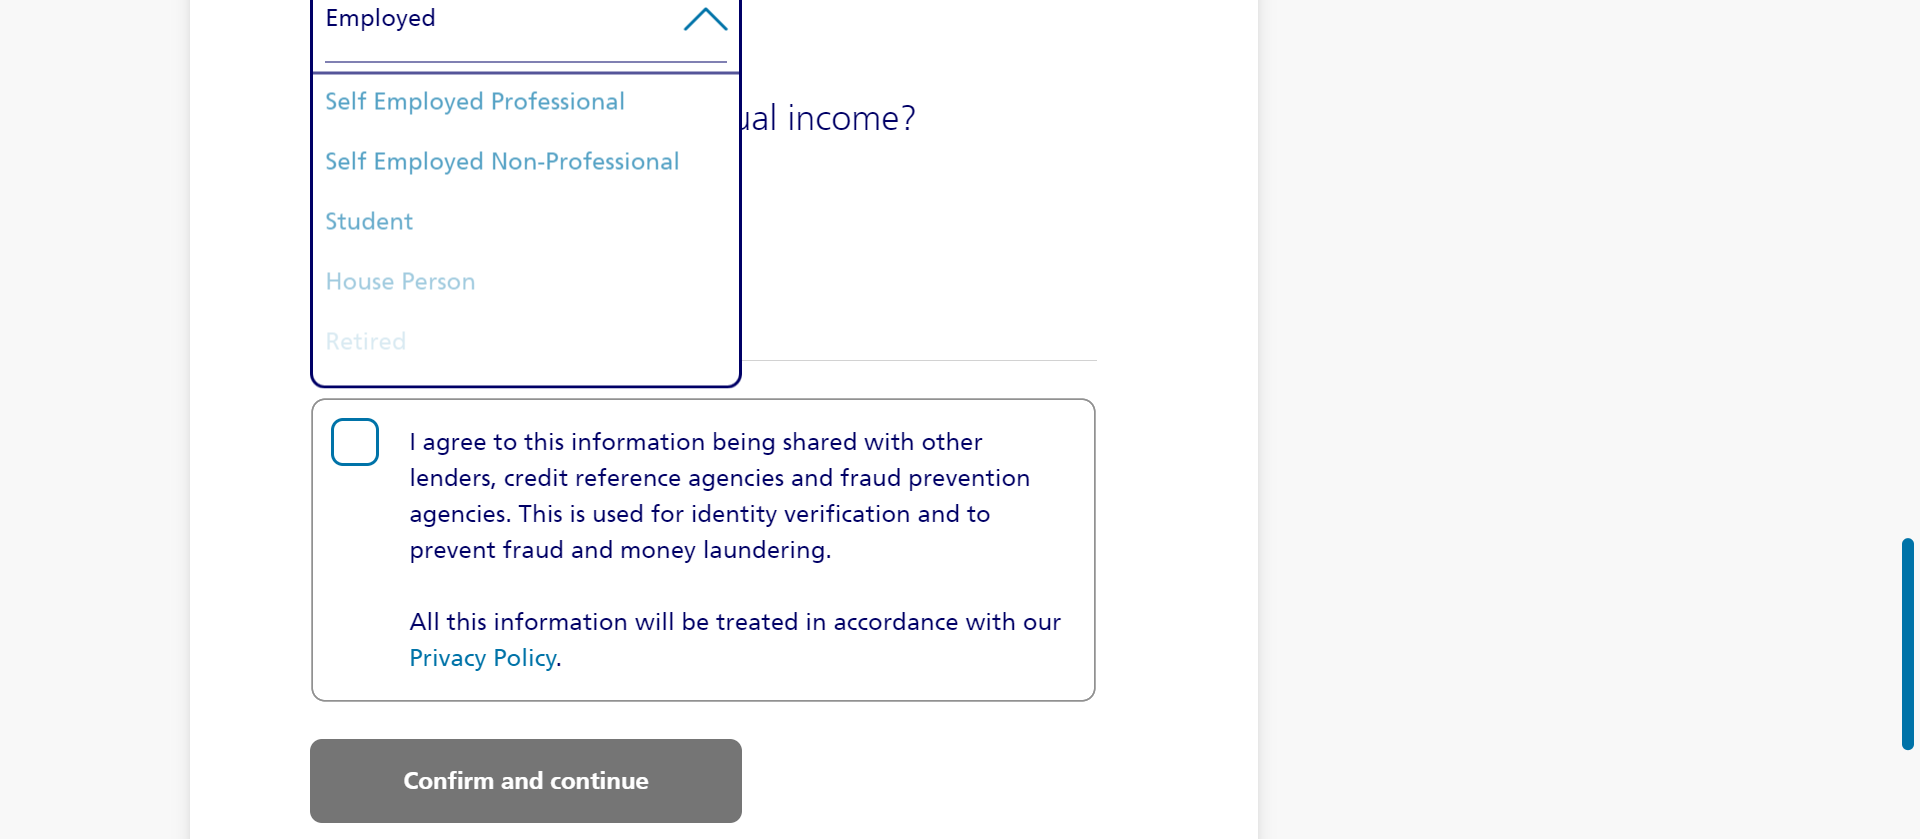 Employed
Self Employed Professional
income?
Self Employed Non-Professional
Student
House Person
Retired
I agree to this information being shared with other
lenders, credit reference agencies and fraud prevention
agencies. This is used for identity verification and to
prevent fraud and money laundering.
All this information will be treated in accordance with our
Privacy Policy.
Confirm and continue